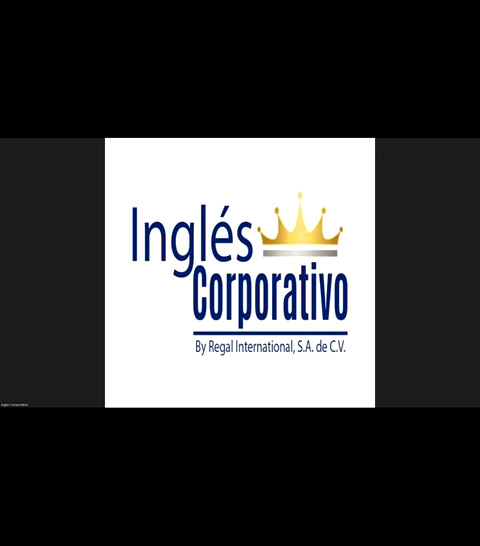 Inglés
Corporativo
By Regal International, S.A. de C.V.
Inglés Corporativo